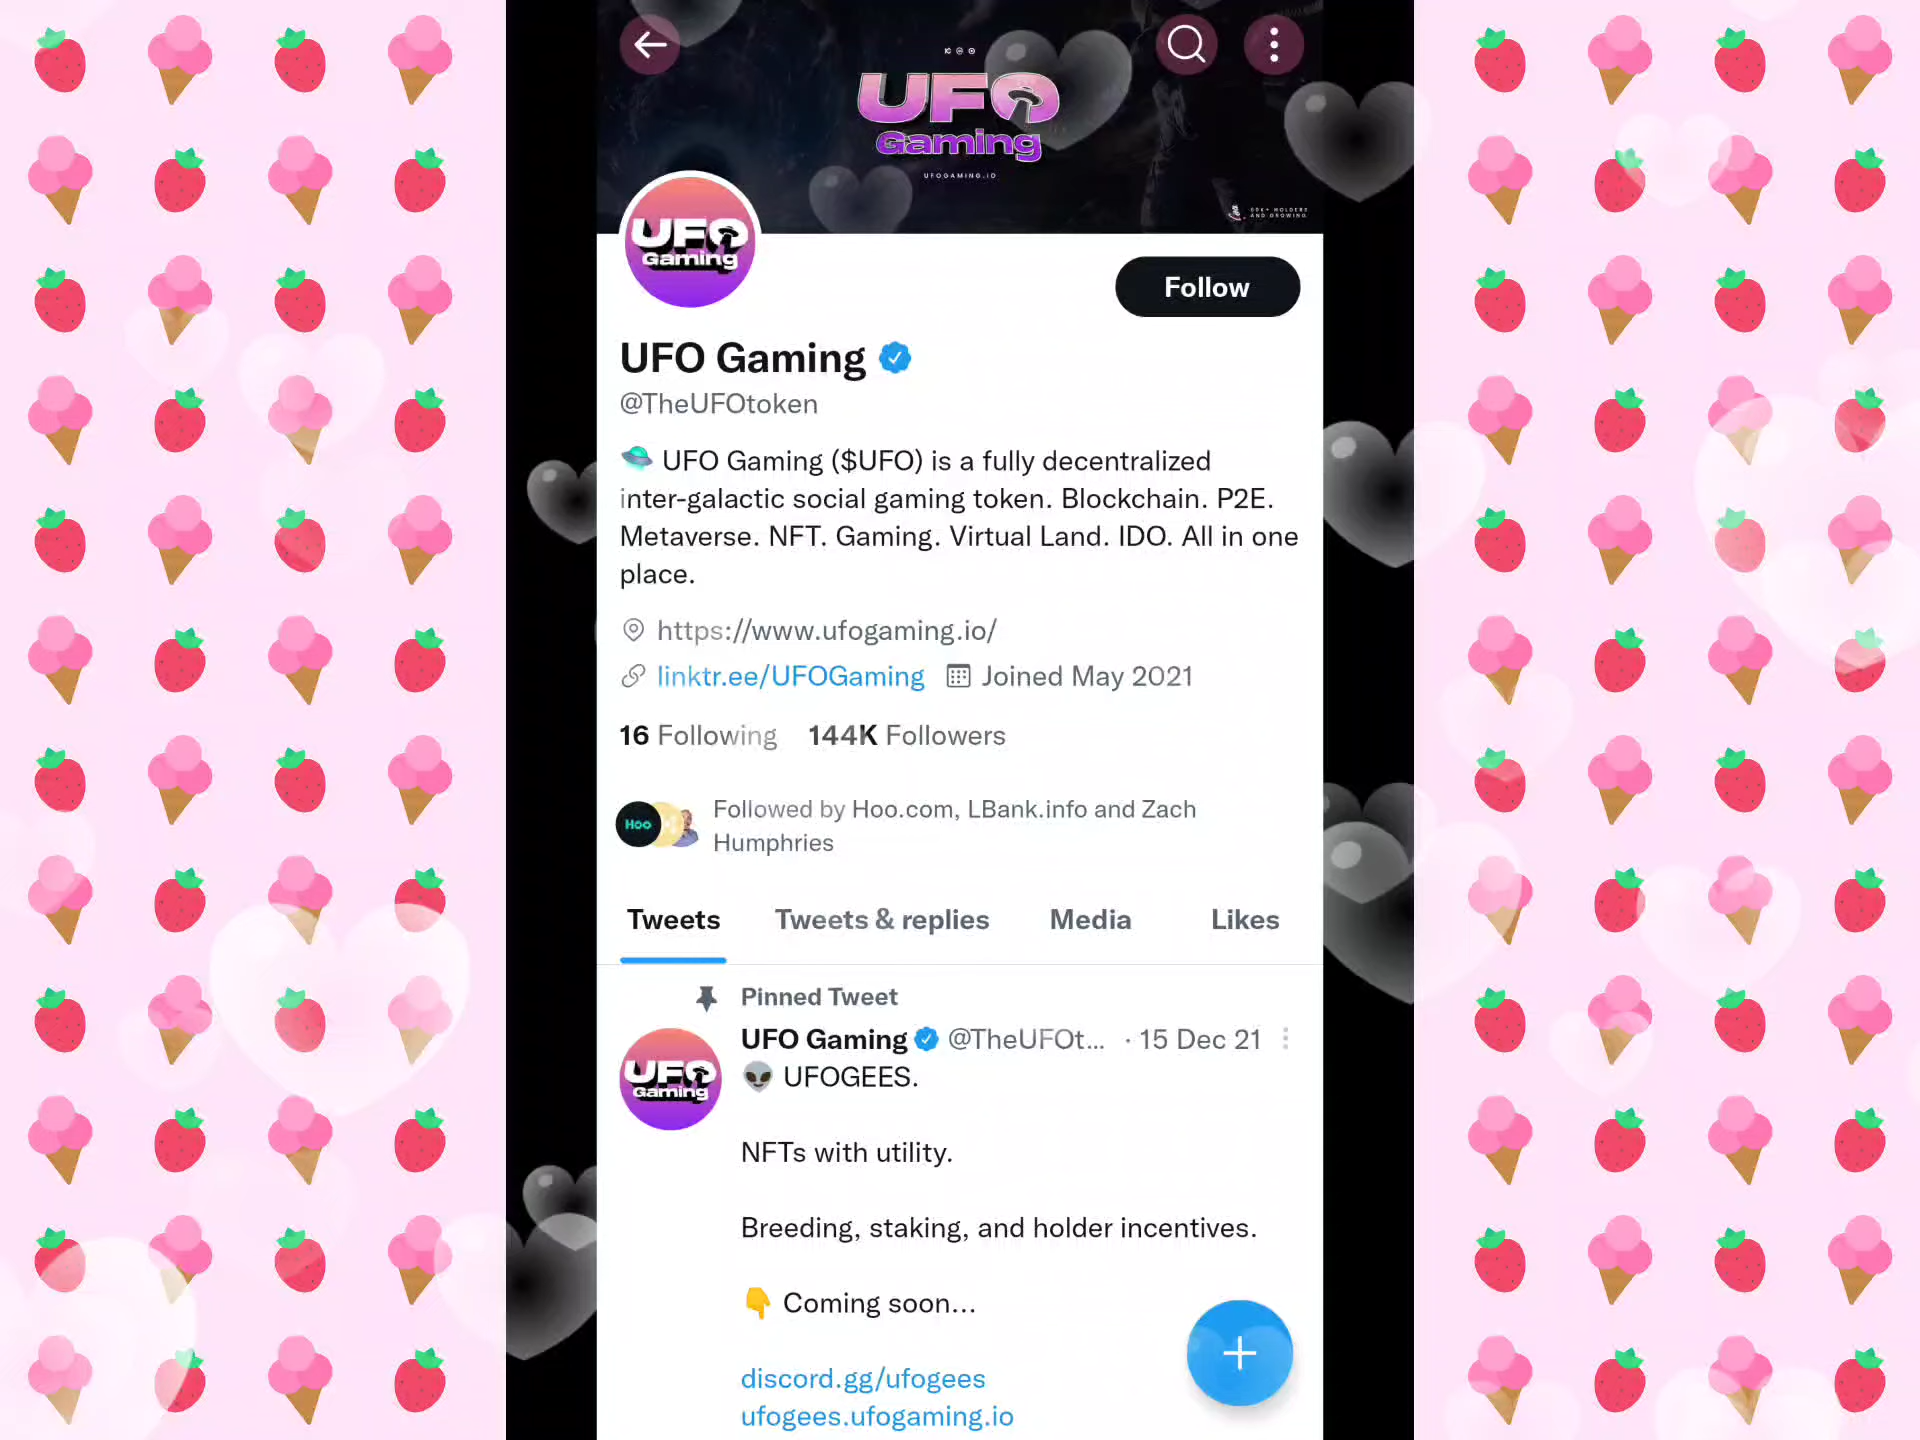 UFO
Gaming
UFOGAMING.IO
AND GROWING
UFO
Gaming
Follow
UFO Gaming
@TheUFOtoken
🛸 UFO Gaming ($UFO) is a fully decentralized
inter-galactic social gaming token. Blockchain. P2E.
Metaverse. NFT. Gaming. Virtual Land. IDO. All in one
place.
https://www.ufogaming.io/
linktr.ee/UFOGaming Joined May 2021
16 Following 144K Followers
Hoo
Followed by Hoo.com, LBank.info and Zach
Humphries
Tweets Tweets & replies Media Likes
Pinned Tweet
UFO Gaming @TheUFOt... · 15 Dec 21
UFO
Gaming
👽 UFOGEES.
NFTs with utility.
Breeding, staking, and holder incentives.
👇 Coming soon...
discord.gg/ufogees
ufogees.ufogaming.io